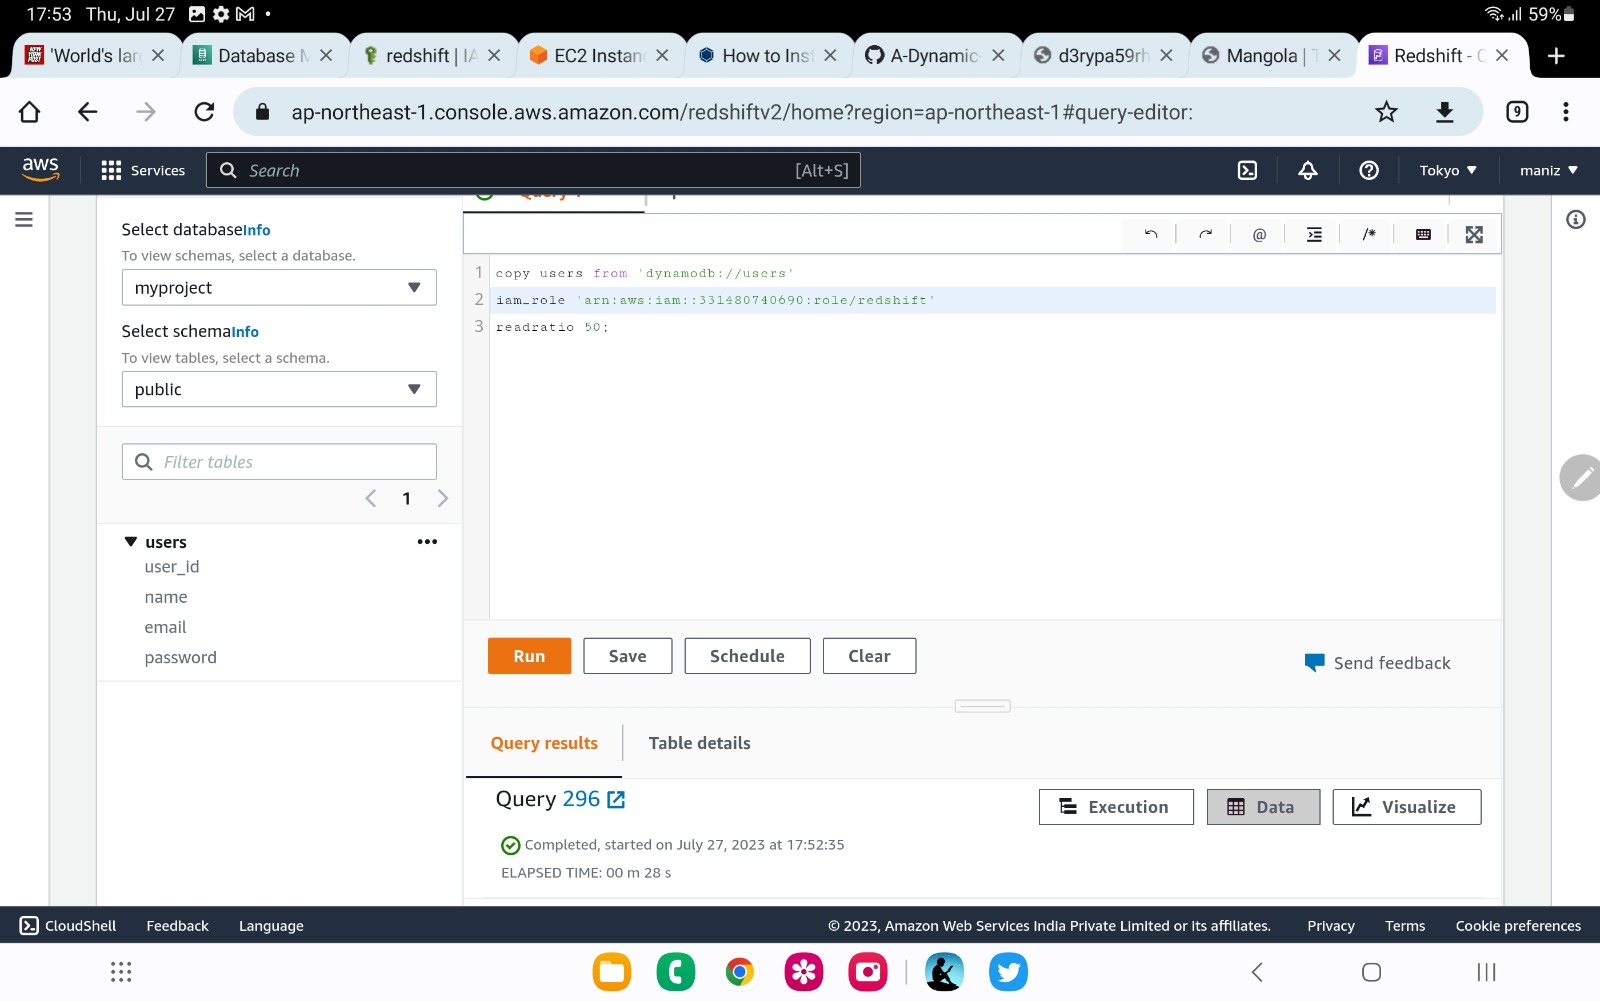 17:53 Thu, Jul 27
59%
'World's lar
Database M
redshift | IA
EC2 Instan
How to Inst
A-Dynamic-
d3rypa59rh
Mangola | T
Redshift - C
ap-northeast-1.console.aws.amazon.com/redshiftv2/home?region=ap-northeast-1#query-editor:
9
aws
Services
Search
[Alt+S]
Tokyo
maniz
Select database Info
To view schemas, select a database.
myproject
Select schema Info
To view tables, select a schema.
public
Filter tables
1
users
user_id
name
email
password
@
/*
1 copy users from 'dynamodb://users'
2 iam_role 'arn:aws:iam::331480740690:role/redshift'
3 readratio 50;
Run
Save
Schedule
Clear
Send feedback
Query results
Table details
Query 296
Execution
Data
Visualize
Completed, started on July 27, 2023 at 17:52:35
ELAPSED TIME: 00 m 28 s
CloudShell
Feedback
Language
© 2023, Amazon Web Services India Private Limited or its affiliates.
Privacy
Terms
Cookie preferences